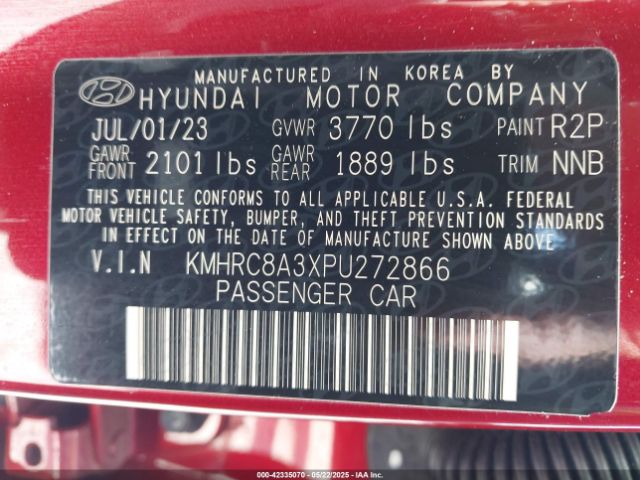 MANUFACTURED IN KOREA BY
HYUNDAI MOTOR COMPANY
JUL/01/23 GVWR 3770 lbs PAINT R2P
GAWR FRONT 2101 lbs GAWR REAR 1889 lbs TRIM NNB
THIS VEHICLE CONFORMS TO ALL APPLICABLE U.S.A. FEDERAL
MOTOR VEHICLE SAFETY, BUMPER, AND THEFT PREVENTION STANDARDS
IN EFFECT ON THE DATE OF MANUFACTURE SHOWN ABOVE
V.I.N KMHRC8A3XPU272866
PASSENGER CAR
000-42335070 - 05/22/2025 - IAAI.COM